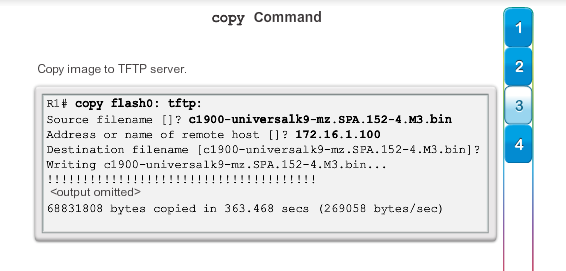 copy Command
Copy image to TFTP server.
R1# copy flash0: tftp:
Source filename []? c1900-universalk9-mz.SPA.152-4.M3.bin
Address or name of remote host []? 172.16.1.100
Destination filename [c1900-universalk9-mz.SPA.152-4.M3.bin]?
Writing c1900-universalk9-mz.SPA.152-4.M3.bin...
!!!!!!!!!!!!!!!!!!!!!!!!!!!!!!!!!!!!!!
<output omitted>
68831808 bytes copied in 363.468 secs (269058 bytes/sec)
1
2
3
4